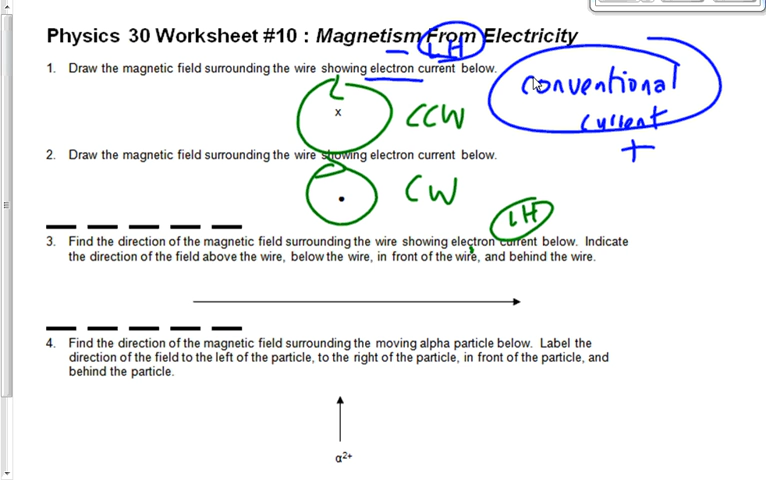 Physics 30 Worksheet #10 : Magnetism From Electricity
LH
1. Draw the magnetic field surrounding the wire showing electron current below.
conventional
current
+
x
CCW
2. Draw the magnetic field surrounding the wire showing electron current below.
CW
LH
3. Find the direction of the magnetic field surrounding the wire showing electron current below. Indicate
the direction of the field above the wire, below the wire, in front of the wire, and behind the wire.
4. Find the direction of the magnetic field surrounding the moving alpha particle below. Label the
direction of the field to the left of the particle, to the right of the particle, in front of the particle, and
behind the particle.
α²⁺